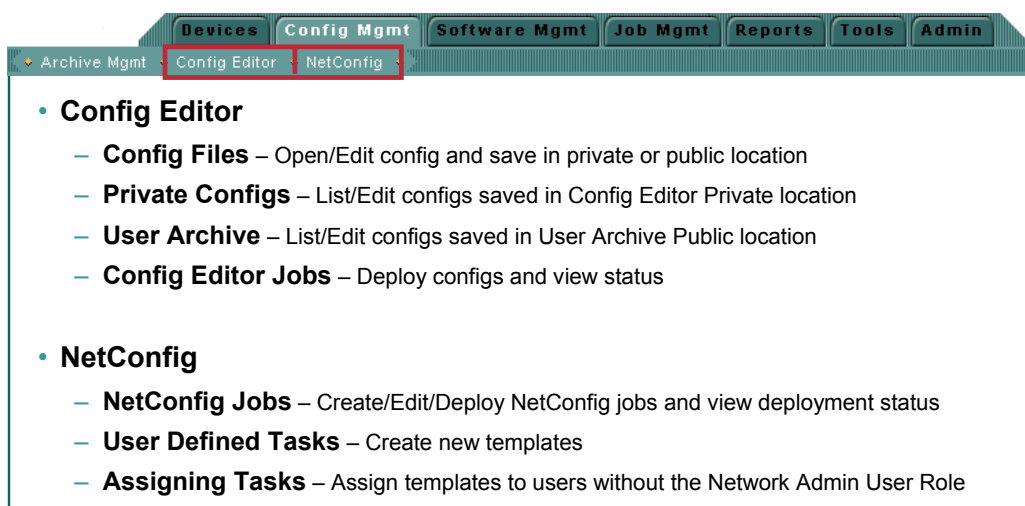 Devices Config Mgmt Software Mgmt Job Mgmt Reports Tools Admin
Archive Mgmt Config Editor NetConfig
• Config Editor
– Config Files – Open/Edit config and save in private or public location
– Private Configs – List/Edit configs saved in Config Editor Private location
– User Archive – List/Edit configs saved in User Archive Public location
– Config Editor Jobs – Deploy configs and view status
• NetConfig
– NetConfig Jobs – Create/Edit/Deploy NetConfig jobs and view deployment status
– User Defined Tasks – Create new templates
– Assigning Tasks – Assign templates to users without the Network Admin User Role